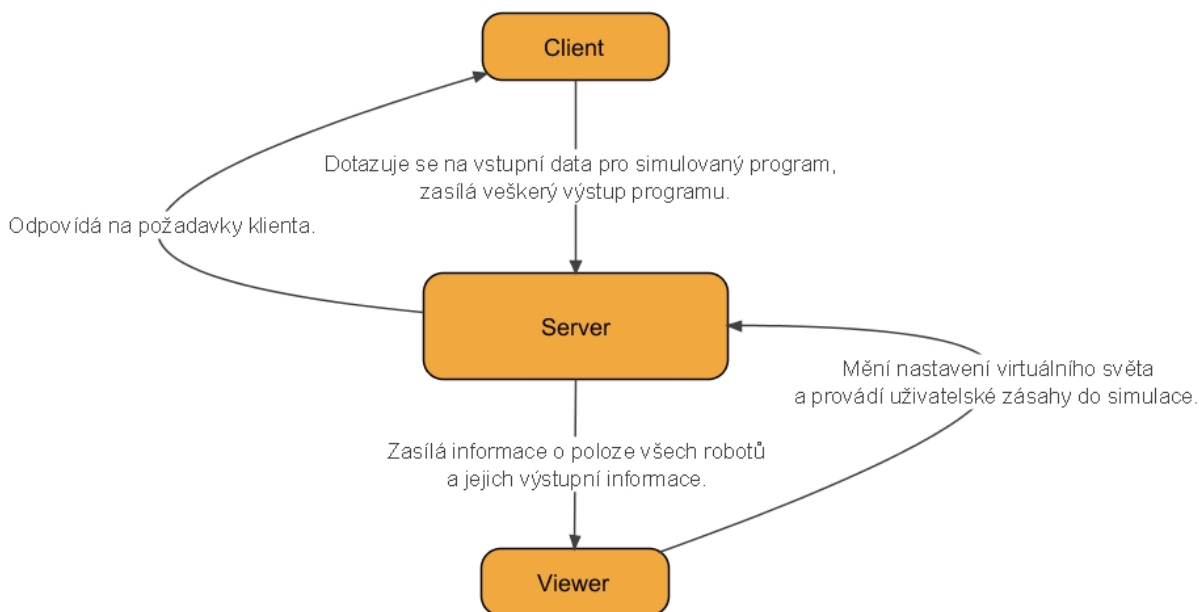 Client
Dotazuje se na vstupní data pro simulovaný program,
zasílá veškerý výstup programu.
Odpovídá na požadavky klienta.
Server
Mění nastavení virtuálního světa
a provádí uživatelské zásahy do simulace.
Zasílá informace o poloze všech robotů
a jejich výstupní informace.
Viewer